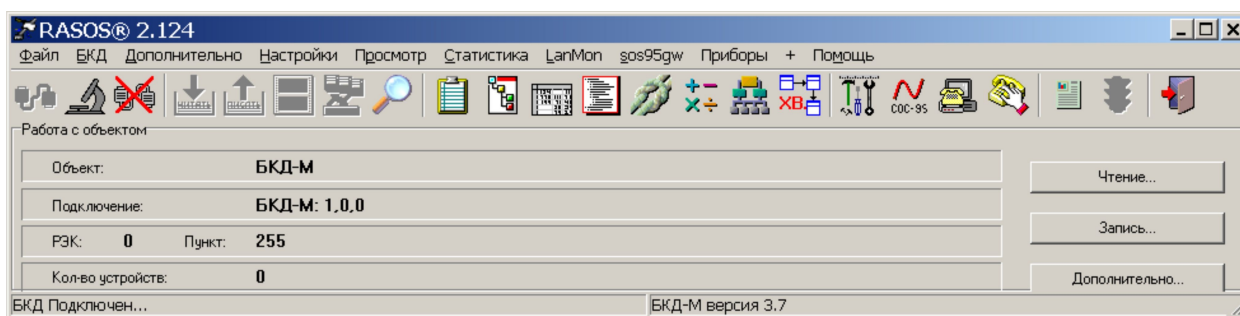 RASOS® 2.124
Файл БКД Дополнительно Настройки Просмотр Статистика LanMon sos95gw Приборы + Помощь
читать писать ХВ. СОС-95
Работа с объектом
Объект: БКД-М
Чтение...
Подключение: БКД-М: 1,0,0
Запись...
РЭК: 0 Пункт: 255
Кол-во устройств: 0
Дополнительно...
БКД Подключен... БКД-М версия 3.7